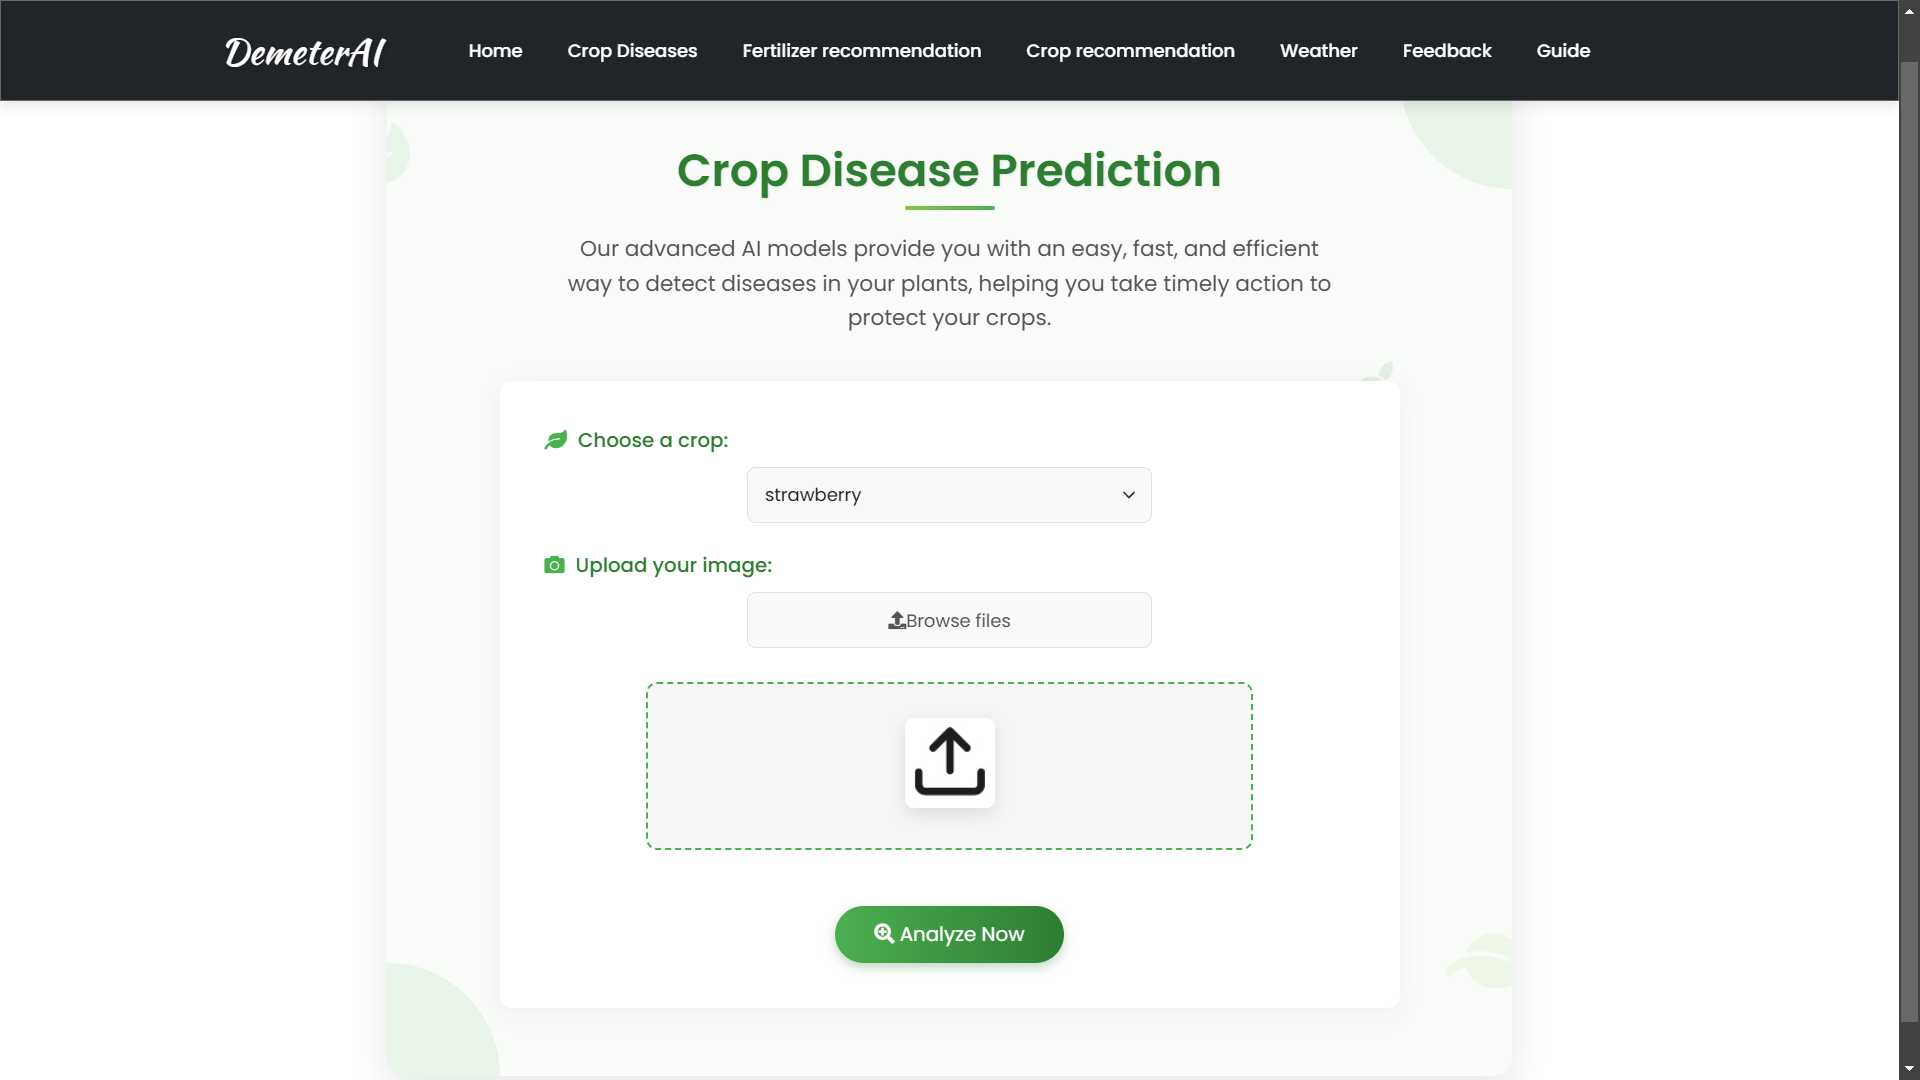 DemeterAI
Home Crop Diseases Fertilizer recommendation Crop recommendation Weather Feedback Guide
Crop Disease Prediction
Our advanced AI models provide you with an easy, fast, and efficient
way to detect diseases in your plants, helping you take timely action to
protect your crops.
Choose a crop:
strawberry
Upload your image:
Browse files
Analyze Now